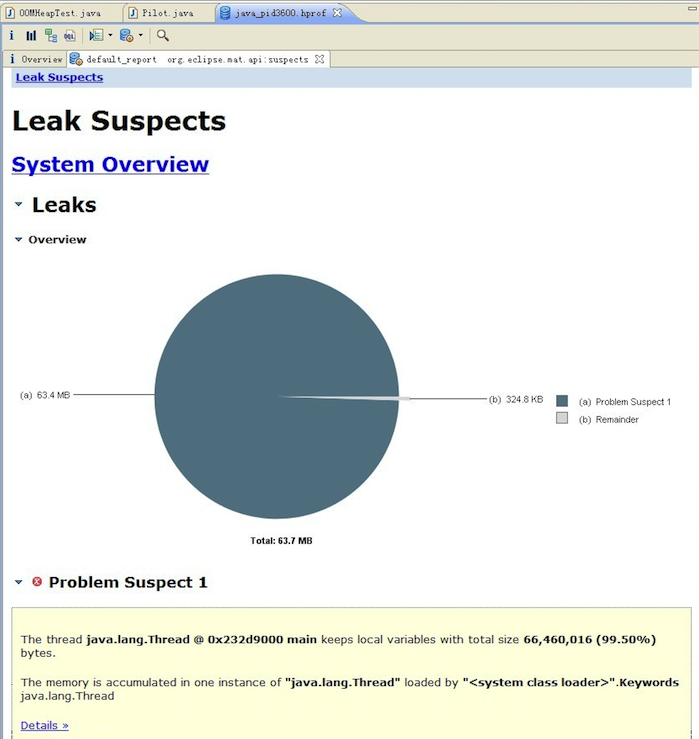 OOMHeapTest.java
Pilot.java
java_pid3600.hprof
i Overview
default_report org.eclipse.mat.api:suspects
Leak Suspects
Leak Suspects
System Overview
Leaks
Overview
(a) 63.4 MB
(b) 324.8 KB
(a) Problem Suspect 1
(b) Remainder
Total: 63.7 MB
Problem Suspect 1
The thread java.lang.Thread @ 0x232d9000 main keeps local variables with total size 66,460,016 (99.50%)
bytes.
The memory is accumulated in one instance of "java.lang.Thread" loaded by "<system class loader>".Keywords
java.lang.Thread
Details »